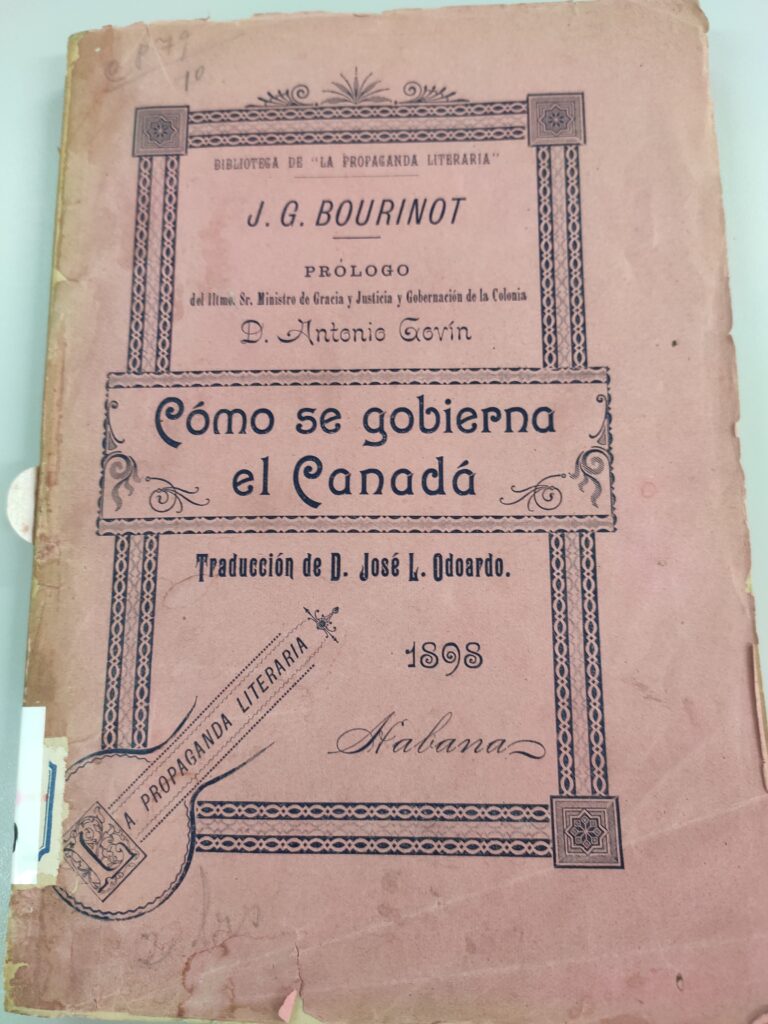 BIBLIOTECA DE "LA PROPAGANDA LITERARIA"
J. G. BOURINOT
PRÓLOGO
del Iltmo. Sr. Ministro de Gracia y Justicia y Gobernación de la Colonia
D. Antonio Govín
Cómo se gobierna
el Canadá
Traducción de D. José L. Odoardo.
1898
Habana
LA PROPAGANDA LITERARIA